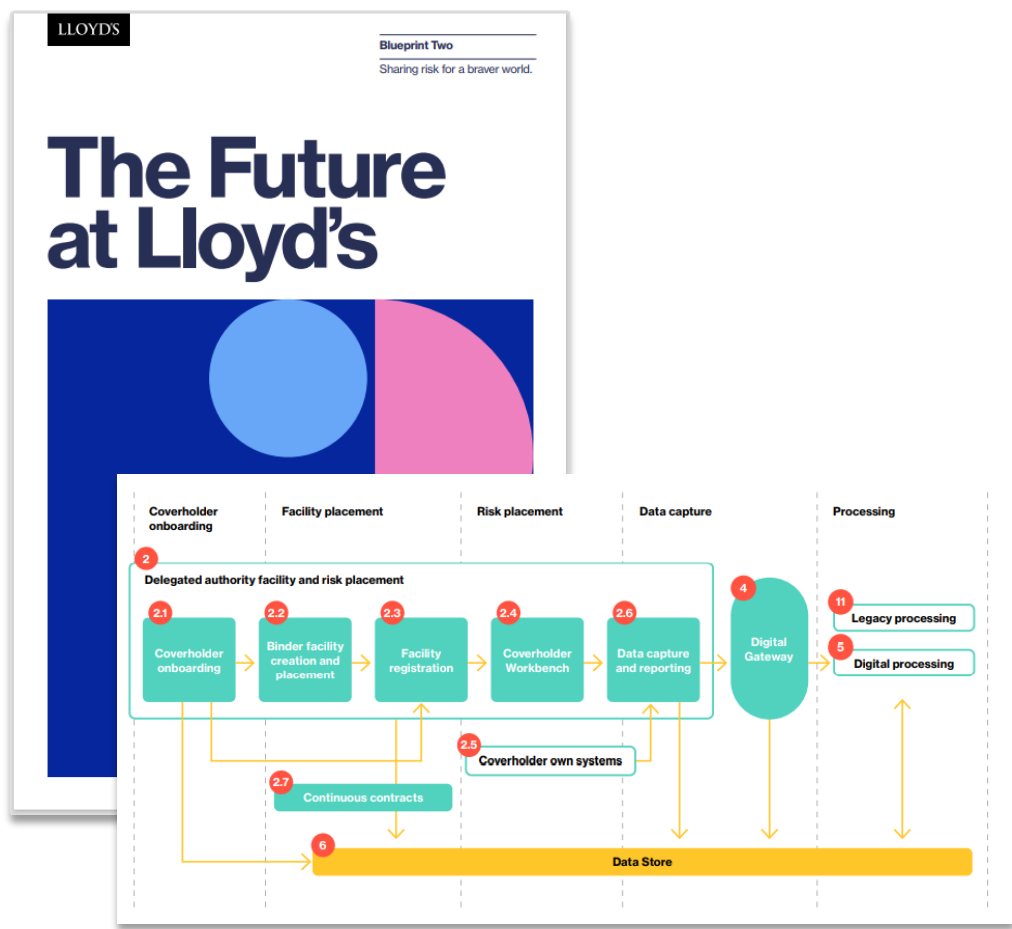 LLOYD'S
Blueprint Two
Sharing risk for a braver world.
The Future
at Lloyd's
Coverholder
onboarding
Facility placement
Risk placement
Data capture
Processing
2
Delegated authority facility and risk placement
2.1
Coverholder
onboarding
2.2
Binder facility
creation and
placement
2.3
Facility
registration
2.4
Coverholder
Workbench
2.6
Data capture
and reporting
4
Digital
Gateway
11
Legacy processing
5
Digital processing
2.5
Coverholder own systems
2.7
Continuous contracts
6
Data Store